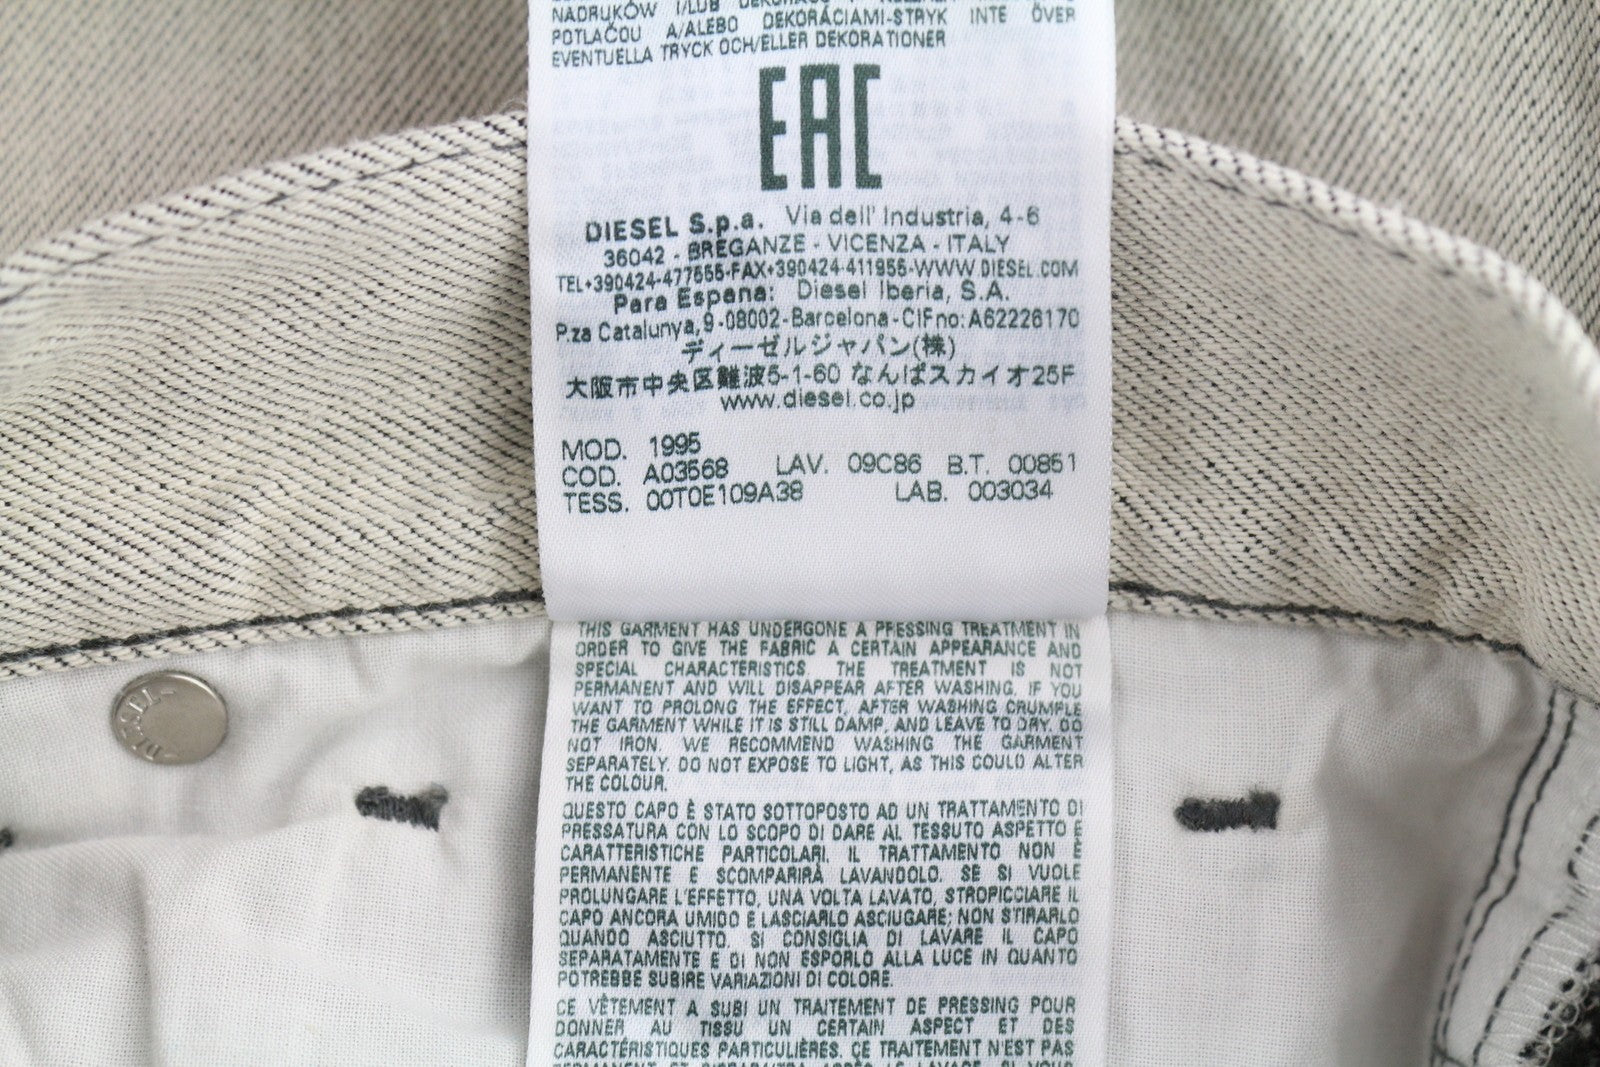 NADRUKÓW I/LUB
POTLAČOU A/ALEBO DEKORÁCIAMI-STRYK INTE ÖVER
EVENTUELLA TRYCK OCH/ELLER DEKORATIONER
EAC
DIESEL S.p.a. Via dell' Industria, 4-6
36042 - BREGANZE - VICENZA - ITALY
TEL+390424-477555-FAX+390424-411955-WWW.DIESEL.COM
Para Espana: Diesel Iberia, S.A.
P.za Catalunya,9-08002-Barcelona-CIFno:A62226170
ディーゼルジャパン(株)
大阪市中央区難波5-1-60 なんばスカイオ25F
www.diesel.co.jp
MOD. 1995
COD. A03568 LAV. 09C86 B.T. 00851
TESS. 00T0E109A38 LAB. 003034
THIS GARMENT HAS UNDERGONE A PRESSING TREATMENT IN
ORDER TO GIVE THE FABRIC A CERTAIN APPEARANCE AND
SPECIAL CHARACTERISTICS. THE TREATMENT IS NOT
PERMANENT AND WILL DISAPPEAR AFTER WASHING. IF YOU
WANT TO PROLONG THE EFFECT, AFTER WASHING CRUMPLE
THE GARMENT WHILE IT IS STILL DAMP, AND LEAVE TO DRY. DO
NOT IRON. WE RECOMMEND WASHING THE GARMENT
SEPARATELY. DO NOT EXPOSE TO LIGHT, AS THIS COULD ALTER
THE COLOUR.
QUESTO CAPO È STATO SOTTOPOSTO AD UN TRATTAMENTO DI
PRESSATURA CON LO SCOPO DI DARE AL TESSUTO ASPETTO E
CARATTERISTICHE PARTICOLARI. IL TRATTAMENTO NON È
PERMANENTE E SCOMPARIRÀ LAVANDOLO. SE SI VUOLE
PROLUNGARE L'EFFETTO, UNA VOLTA LAVATO, STROPICCIARE IL
CAPO ANCORA UMIDO E LASCIARLO ASCIUGARE; NON STIRARLO
QUANDO ASCIUTTO. SI CONSIGLIA DI LAVARE IL CAPO
SEPARATAMENTE E DI NON ESPORLO ALLA LUCE IN QUANTO
POTREBBE SUBIRE VARIAZIONI DI COLORE.
CE VÊTEMENT A SUBI UN TRAITEMENT DE PRESSING POUR
DONNER AU TISSU UN CERTAIN ASPECT ET DES
CARACTÉRISTIQUES PARTICULIÈRES. CE TRAITEMENT N'EST PAS
DIESEL